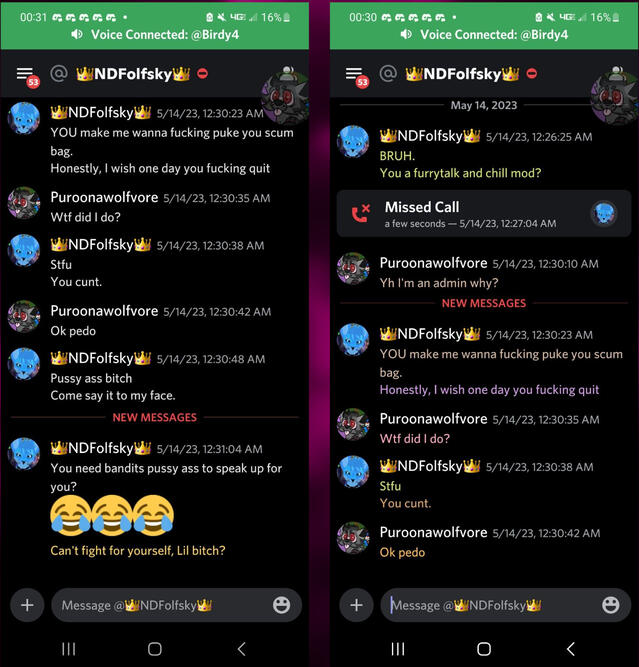 00:31
4GE
16%
Voice Connected: @Birdy4
53
@ 👑NDFolfsky👑
👑NDFolfsky👑 5/14/23, 12:30:23 AM
YOU make me wanna fucking puke you scum
bag.
Honestly, I wish one day you fucking quit
Puroonawolfvore 5/14/23, 12:30:35 AM
Wtf did I do?
👑NDFolfsky👑 5/14/23, 12:30:38 AM
Stfu
You cunt.
Puroonawolfvore 5/14/23, 12:30:42 AM
Ok pedo
👑NDFolfsky👑 5/14/23, 12:30:48 AM
Pussy ass bitch
Come say it to my face.
NEW MESSAGES
👑NDFolfsky👑 5/14/23, 12:31:04 AM
You need bandits pussy ass to speak up for
you?
😂😂😂
Can't fight for yourself, Lil bitch?
Message @👑NDFolfsky👑
00:30
4GE
16%
Voice Connected: @Birdy4
53
@ 👑NDFolfsky👑
May 14, 2023
👑NDFolfsky👑 5/14/23, 12:26:25 AM
BRUH.
You a furrytalk and chill mod?
Missed Call
a few seconds — 5/14/23, 12:27:04 AM
Puroonawolfvore 5/14/23, 12:30:10 AM
Yh I'm an admin why?
NEW MESSAGES
👑NDFolfsky👑 5/14/23, 12:30:23 AM
YOU make me wanna fucking puke you scum
bag.
Honestly, I wish one day you fucking quit
Puroonawolfvore 5/14/23, 12:30:35 AM
Wtf did I do?
👑NDFolfsky👑 5/14/23, 12:30:38 AM
Stfu
You cunt.
Puroonawolfvore 5/14/23, 12:30:42 AM
Ok pedo
Message @👑NDFolfsky👑